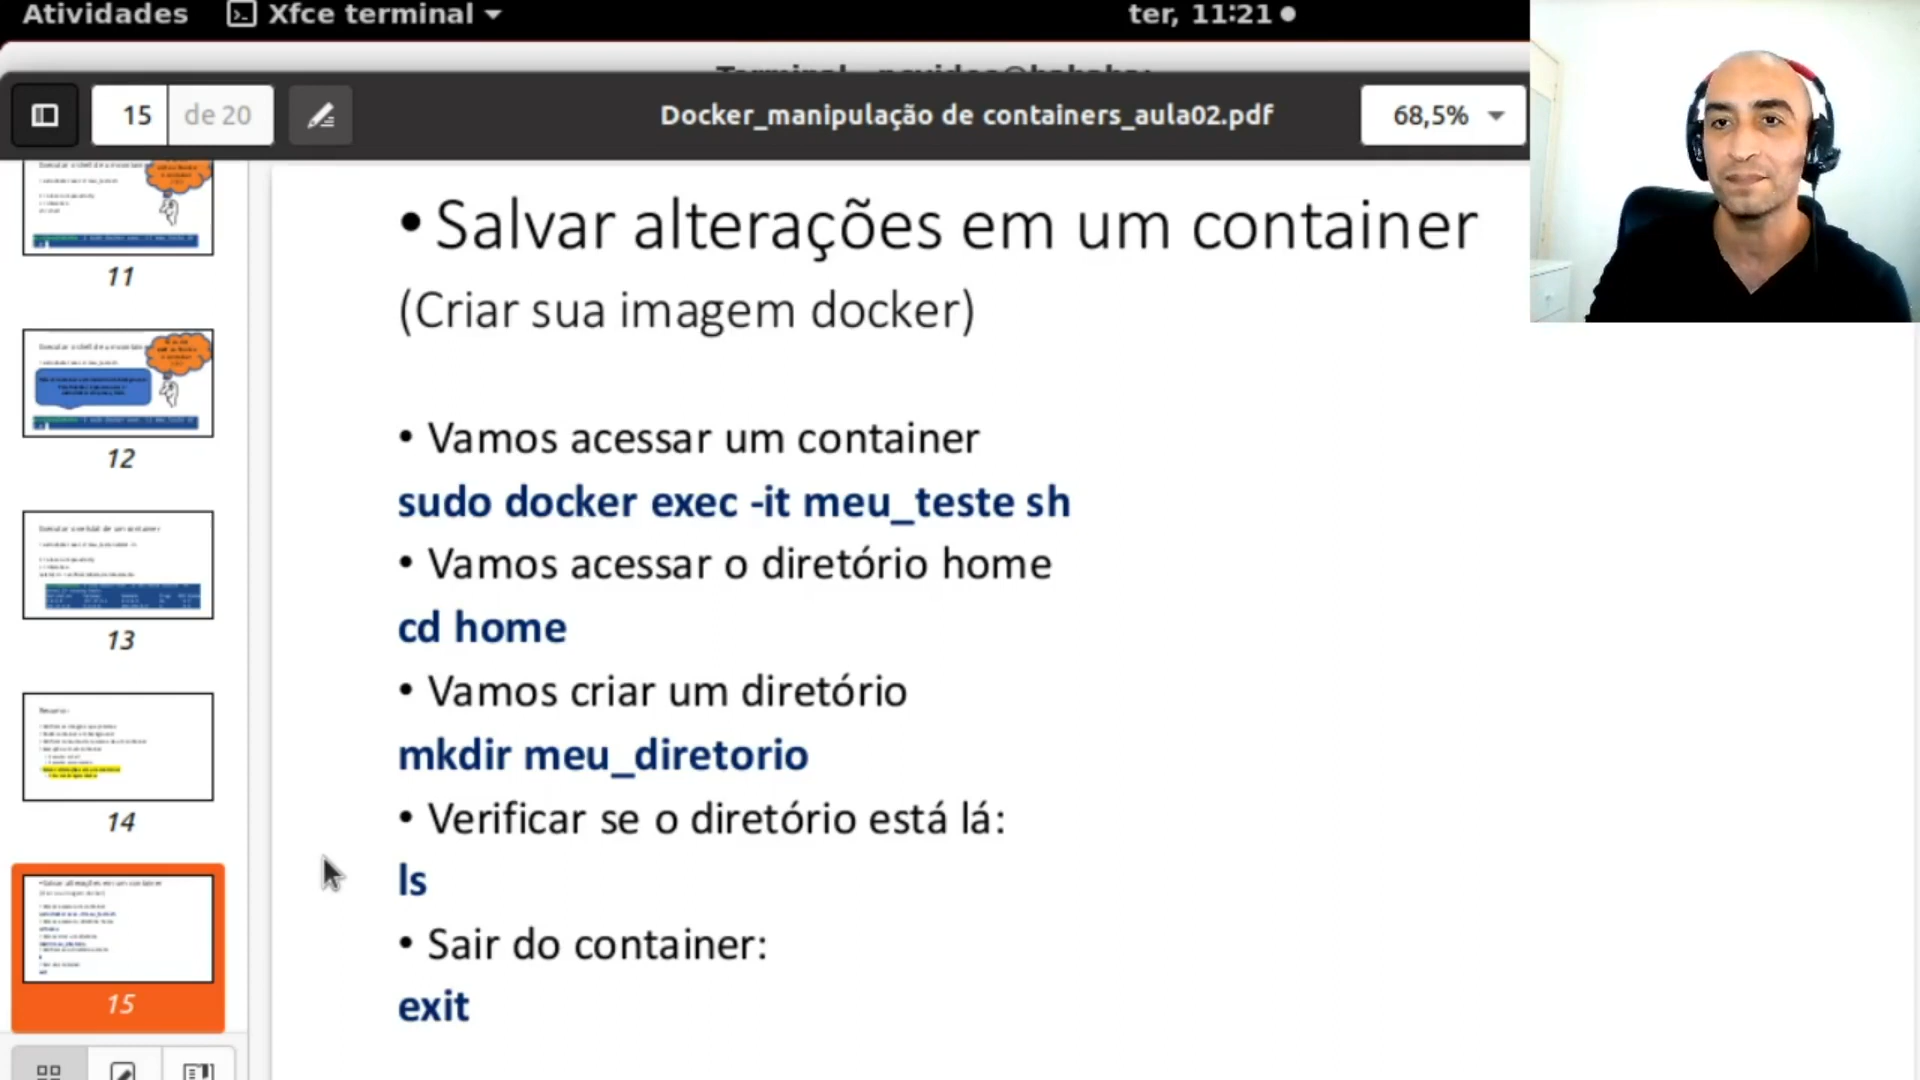 Atividades Xfce terminal ter, 11:21
15 de 20 Docker_manipulação de containers_aula02.pdf 68,5%
11
12
13
14
15
• Salvar alterações em um container
(Criar sua imagem docker)
• Vamos acessar um container
sudo docker exec -it meu_teste sh
• Vamos acessar o diretório home
cd home
• Vamos criar um diretório
mkdir meu_diretorio
• Verificar se o diretório está lá:
ls
• Sair do container:
exit